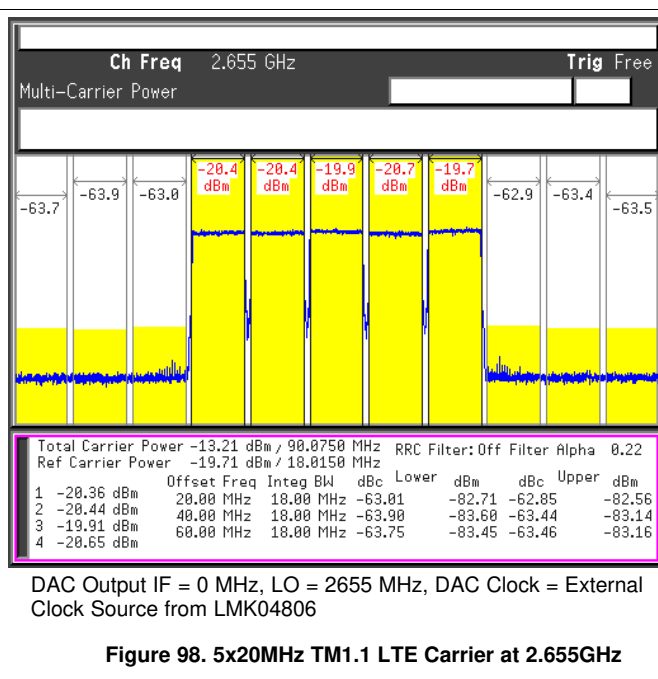 Ch Freq 2.655 GHz Trig Free
Multi-Carrier Power
-20.4 dBm -20.4 dBm -19.9 dBm -20.7 dBm -19.7 dBm
-63.7 -63.9 -63.0 -62.9 -63.4 -63.5
Total Carrier Power -13.21 dBm/ 90.0750 MHz RRC Filter: Off Filter Alpha 0.22
Ref Carrier Power -19.71 dBm/ 18.0150 MHz
Offset Freq Integ BW dBc Lower dBm dBc Upper dBm
1 -20.36 dBm 20.00 MHz 18.00 MHz -63.01 -82.71 -62.85 -82.56
2 -20.44 dBm 40.00 MHz 18.00 MHz -63.90 -83.60 -63.44 -83.14
3 -19.91 dBm 60.00 MHz 18.00 MHz -63.75 -83.45 -63.46 -83.16
4 -20.65 dBm
DAC Output IF = 0 MHz, LO = 2655 MHz, DAC Clock = External
Clock Source from LMK04806
Figure 98. 5x20MHz TM1.1 LTE Carrier at 2.655GHz